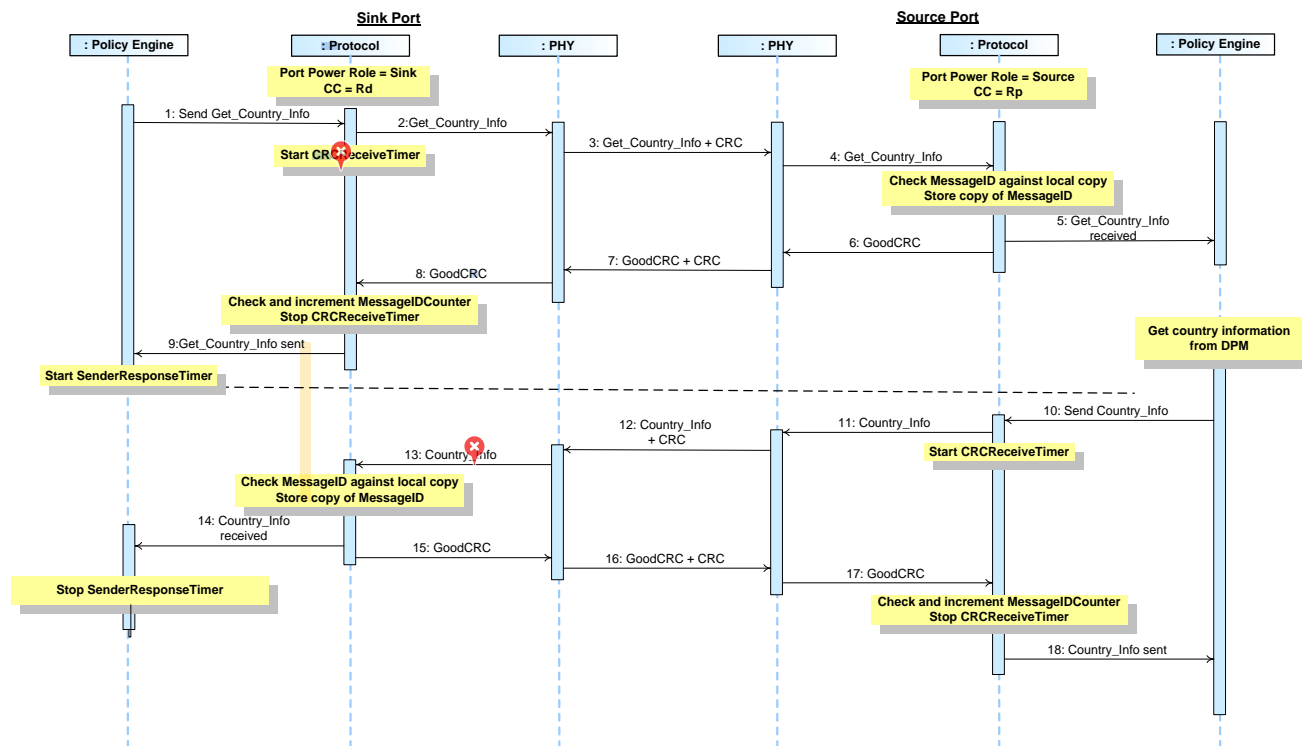 Sink Port
Source Port
: Policy Engine
: Protocol
: PHY
: PHY
: Protocol
: Policy Engine
Port Power Role = Sink
CC = Rd
Port Power Role = Source
CC = Rp
1: Send Get_Country_Info
2:Get_Country_Info
Start CRCReceiveTimer
3: Get_Country_Info + CRC
4: Get_Country_Info
Check MessageID against local copy
Store copy of MessageID
5: Get_Country_Info
received
6: GoodCRC
7: GoodCRC + CRC
8: GoodCRC
Check and increment MessageIDCounter
Stop CRCReceiveTimer
9:Get_Country_Info sent
Start SenderResponseTimer
Get country information
from DPM
10: Send Country_Info
11: Country_Info
Start CRCReceiveTimer
12: Country_Info
+ CRC
13: Country_Info
Check MessageID against local copy
Store copy of MessageID
14: Country_Info
received
15: GoodCRC
16: GoodCRC + CRC
17: GoodCRC
Stop SenderResponseTimer
Check and increment MessageIDCounter
Stop CRCReceiveTimer
18: Country_Info sent